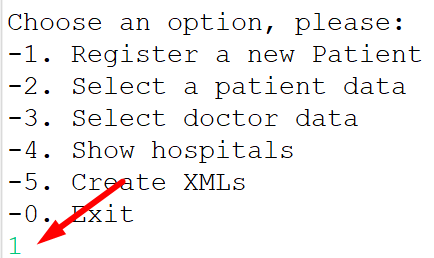 Choose an option, please:
-1. Register a new Patient
-2. Select a patient data
-3. Select doctor data
-4. Show hospitals
-5. Create XMLs
-0. Exit
1